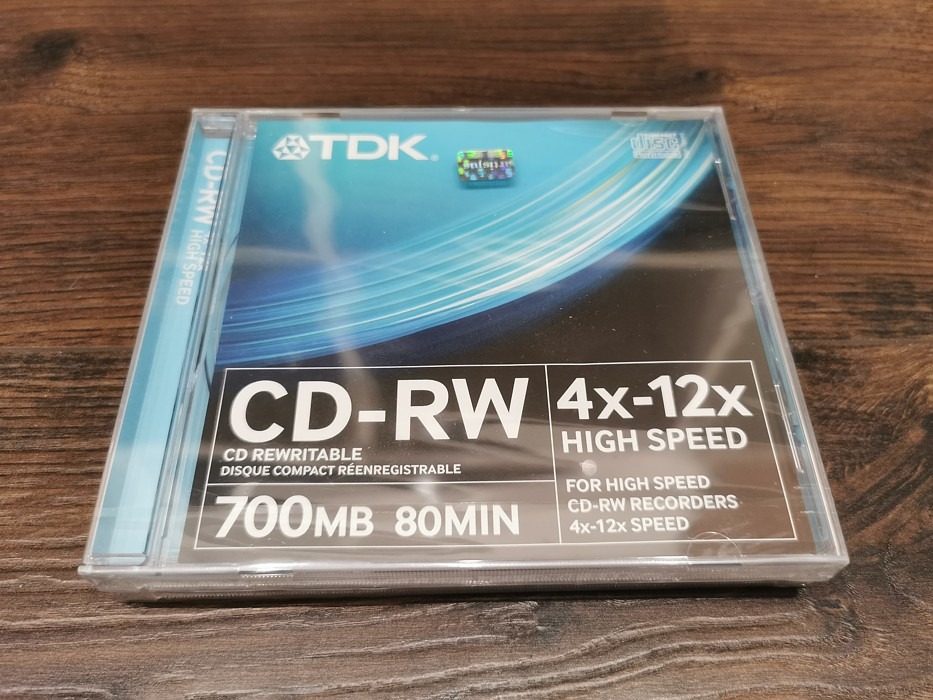 TDK®
DISC
CD-RW
CD REWRITABLE
DISQUE COMPACT RÉENREGISTRABLE
700MB 80MIN
4x-12x
HIGH SPEED
FOR HIGH SPEED
CD-RW RECORDERS
4x-12x SPEED
CD-RW
HIGH SPEED